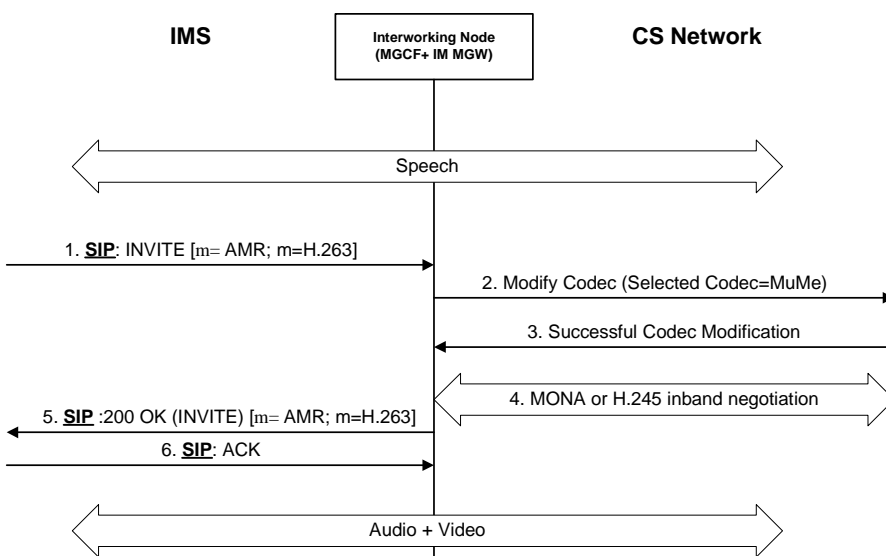 IMS
Interworking Node
(MGCF+ IM MGW)
CS Network
Speech
1. SIP: INVITE [m= AMR; m=H.263]
2. Modify Codec (Selected Codec=MuMe)
3. Successful Codec Modification
4. MONA or H.245 inband negotiation
5. SIP :200 OK (INVITE) [m= AMR; m=H.263]
6. SIP: ACK
Audio + Video